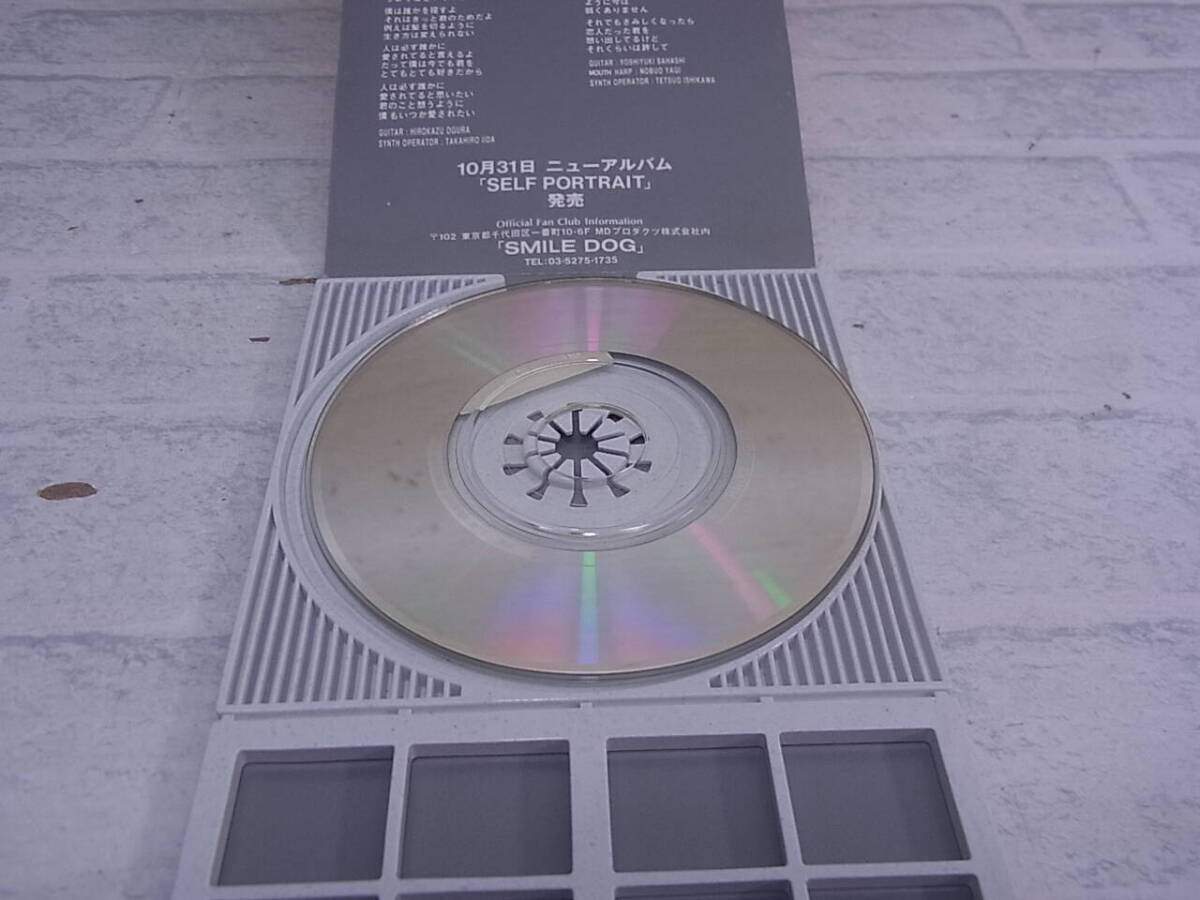 僕は誰かを探すよ
それはきっと君のためだよ
例えば髪を切るように
生き方は変えられない
人は必ず誰かに
愛されてると言えるよ
だって僕は今でも君を
とてもとても好きだから
人は必ず誰かに
愛されてると思いたい
君のこと想うように
僕もいつか愛されたい
GUITAR : HIROKAZU OGURA
SYNTH OPERATOR : TAKAHIRO IIDA
ように今は
弱くありません
それでもさみしくなったら
恋人だった君を
想い出してるけど
それくらいは許して
GUITAR : YOSHIYUKI SAHASHI
MOUTH HARP : NOBUO YAGI
SYNTH OPERATOR : TETSUO ISHIKAWA
10月31日 ニューアルバム
「SELF PORTRAIT」
発売
Official Fan Club Information
〒102 東京都千代田区一番町10-6F MDプロダクツ株式会社内
「SMILE DOG」
TEL:03-5275-1735